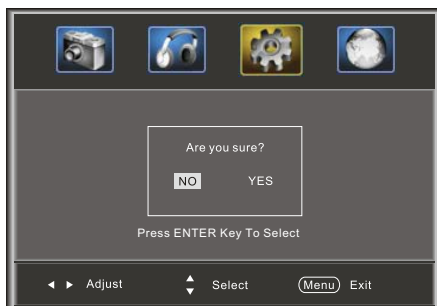 Are you sure?
NO YES
Press ENTER Key To Select
Adjust Select Menu Exit